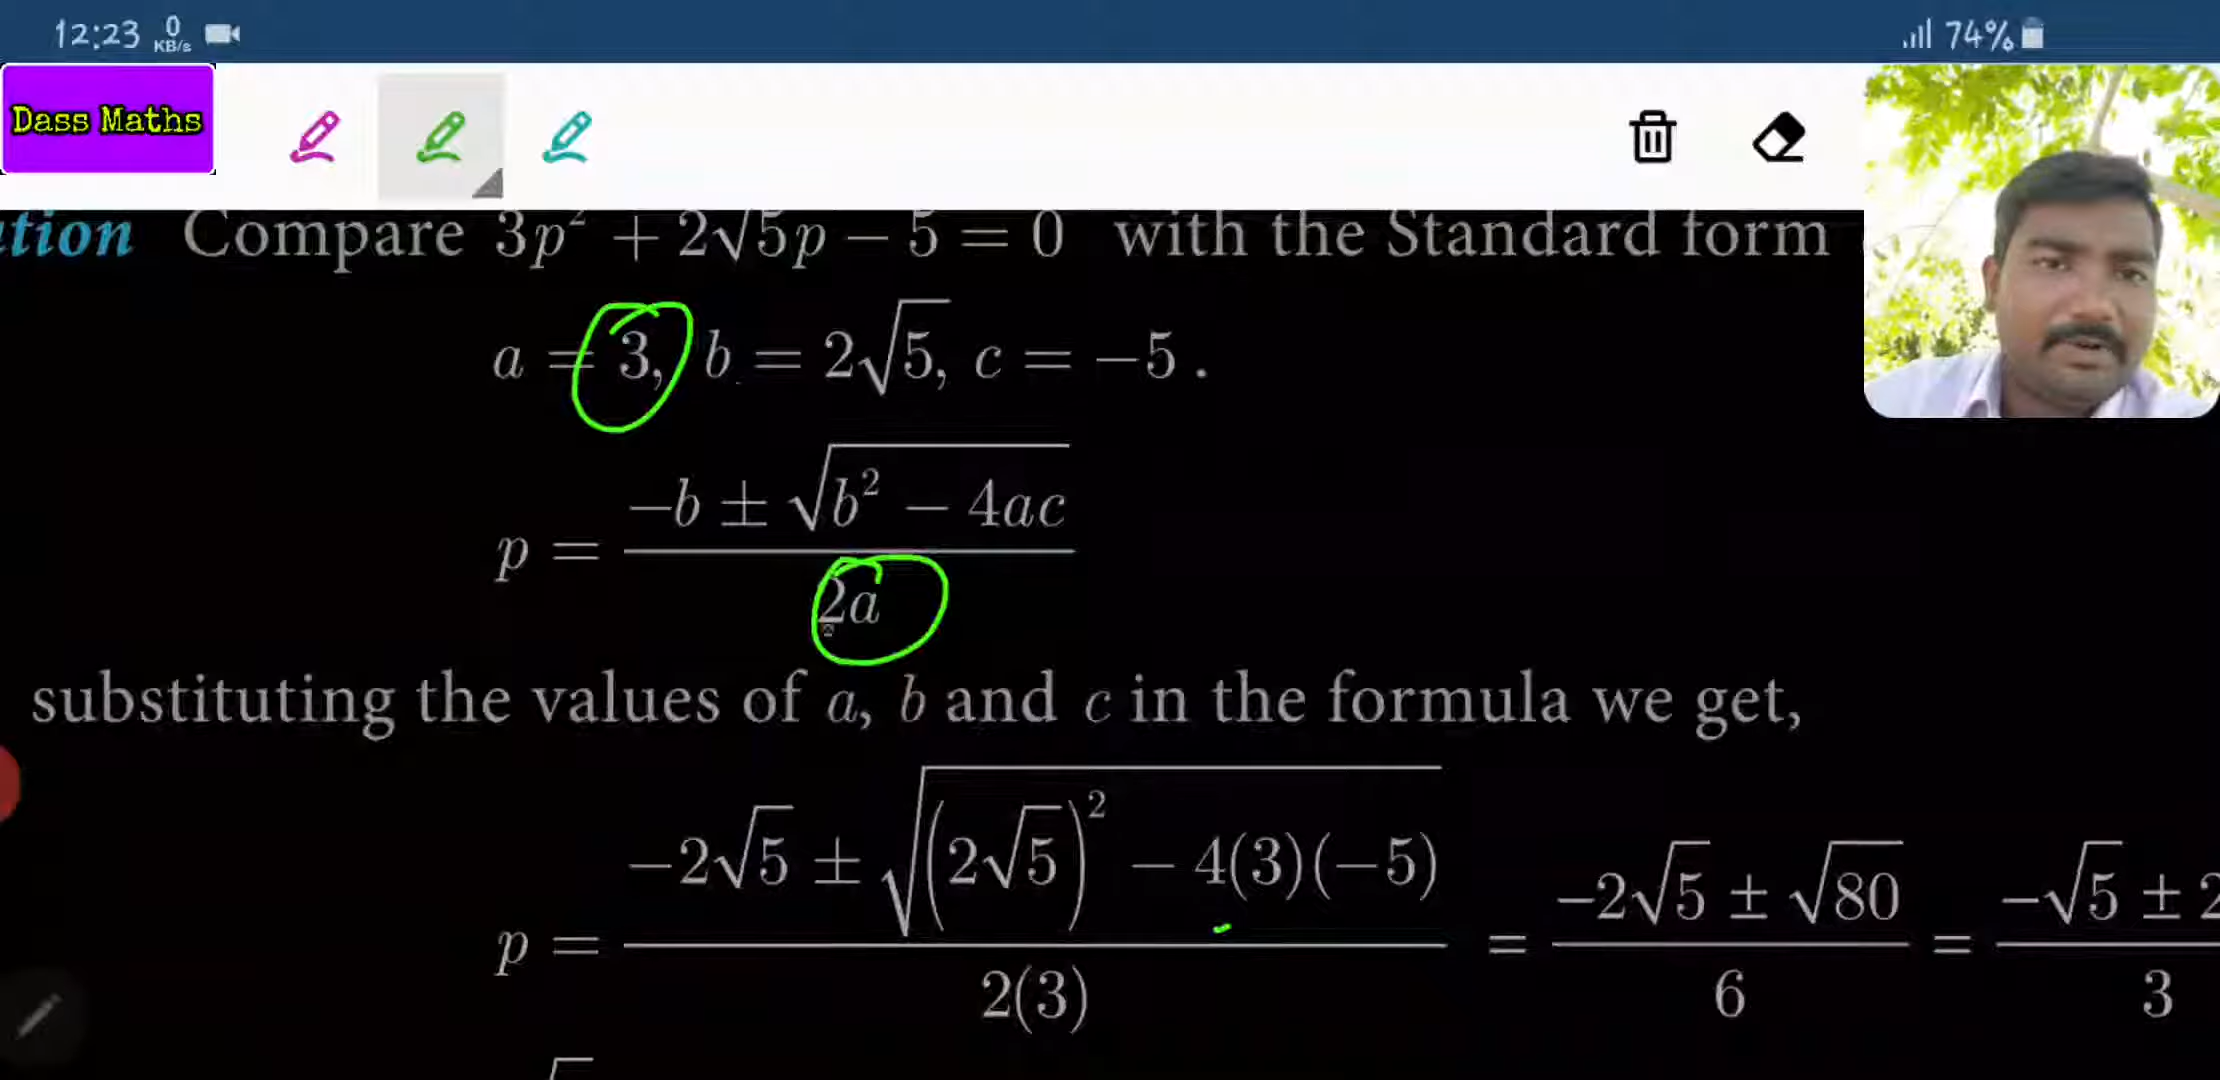 12:23 0 KB/s 74%
Dass Maths
tion Compare 3p² + 2√5p − 5 = 0 with the Standard form
a = 3, b = 2√5, c = −5 .
p = (−b ± √(b² − 4ac)) / 2a
substituting the values of a, b and c in the formula we get,
p = (−2√5 ± √((2√5)² − 4(3)(−5))) / 2(3) = (−2√5 ± √80) / 6 = (−√5 ± 2 / 3